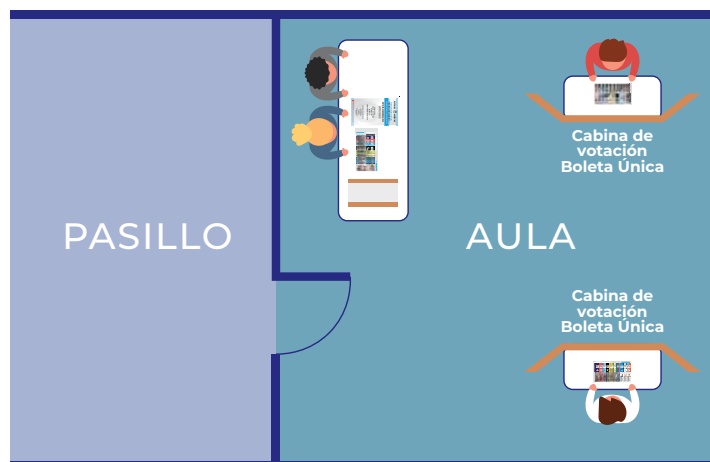 Cabina de
votación
Boleta Única
PASILLO
AULA
Cabina de
votación
Boleta Única